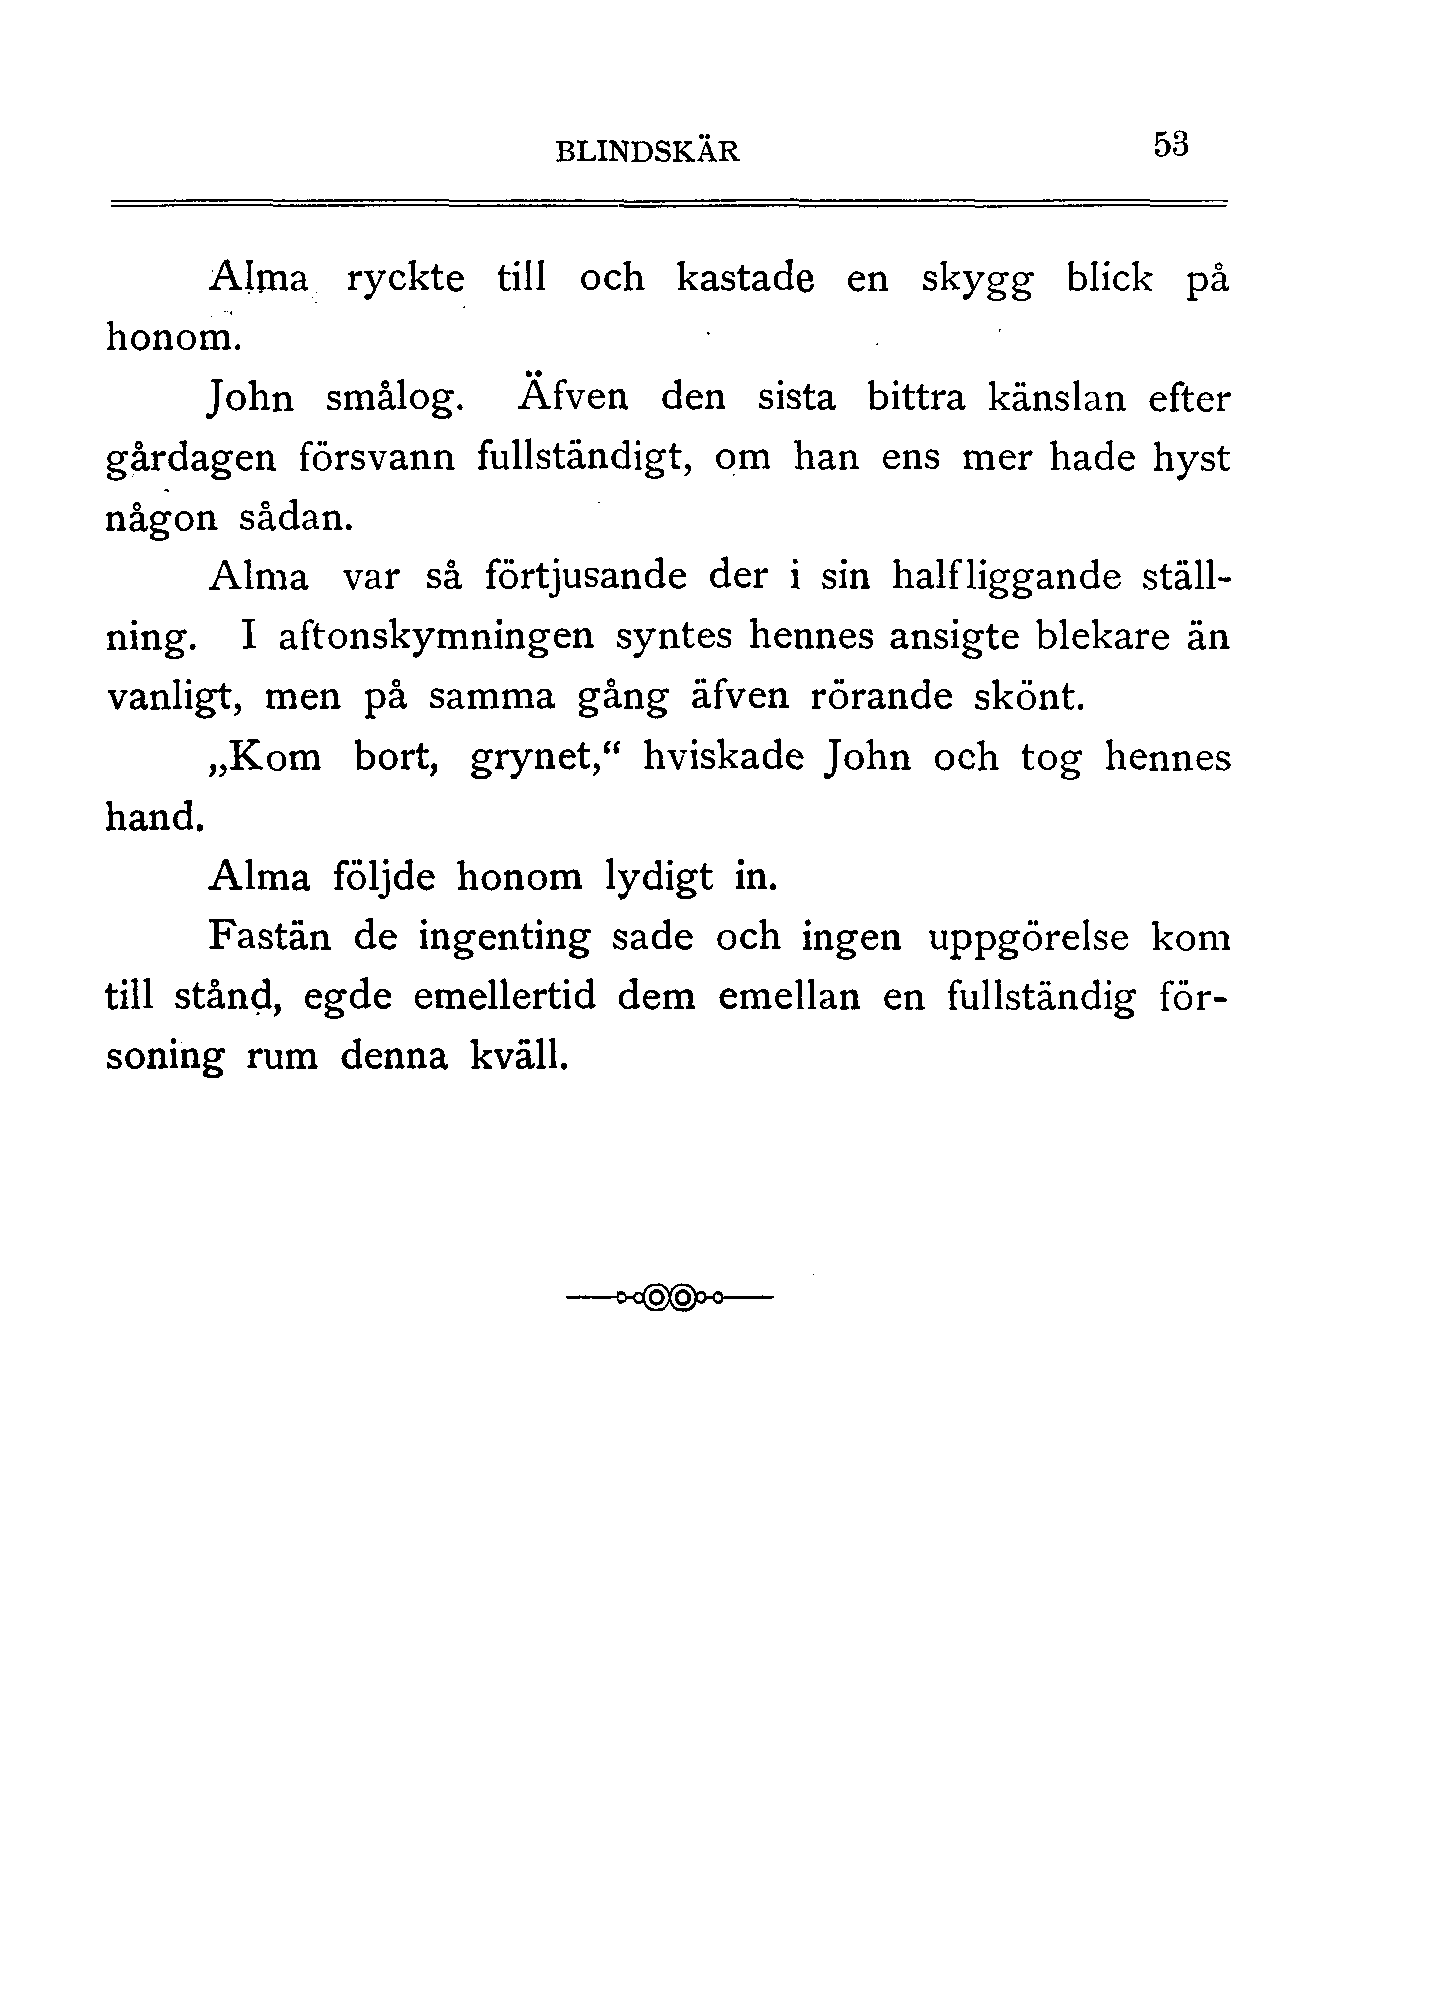 BLINDSKÄR 53
Alma ryckte till och kastade en skygg blick på
honom.
John smålog. Äfven den sista bittra känslan efter
gårdagen försvann fullständigt, om han ens mer hade hyst
någon sådan.
Alma var så förtjusande der i sin halfliggande ställ-
ning. I aftonskymningen syntes hennes ansigte blekare än
vanligt, men på samma gång äfven rörande skönt.
„Kom bort, grynet,“ hviskade John och tog hennes
hand.
Alma följde honom lydigt in.
Fastän de ingenting sade och ingen uppgörelse kom
till stånd, egde emellertid dem emellan en fullständig för-
soning rum denna kväll.